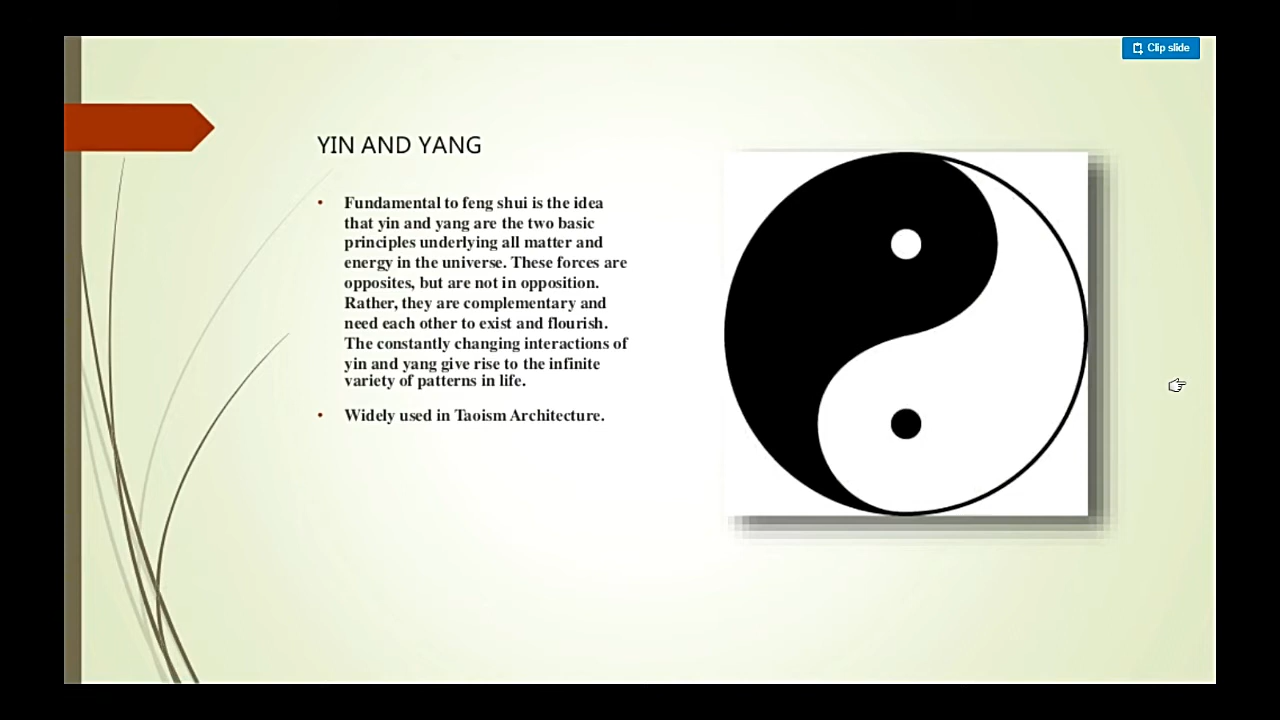 Clip slide
YIN AND YANG
• Fundamental to feng shui is the idea
that yin and yang are the two basic
principles underlying all matter and
energy in the universe. These forces are
opposites, but are not in opposition.
Rather, they are complementary and
need each other to exist and flourish.
The constantly changing interactions of
yin and yang give rise to the infinite
variety of patterns in life.
• Widely used in Taoism Architecture.